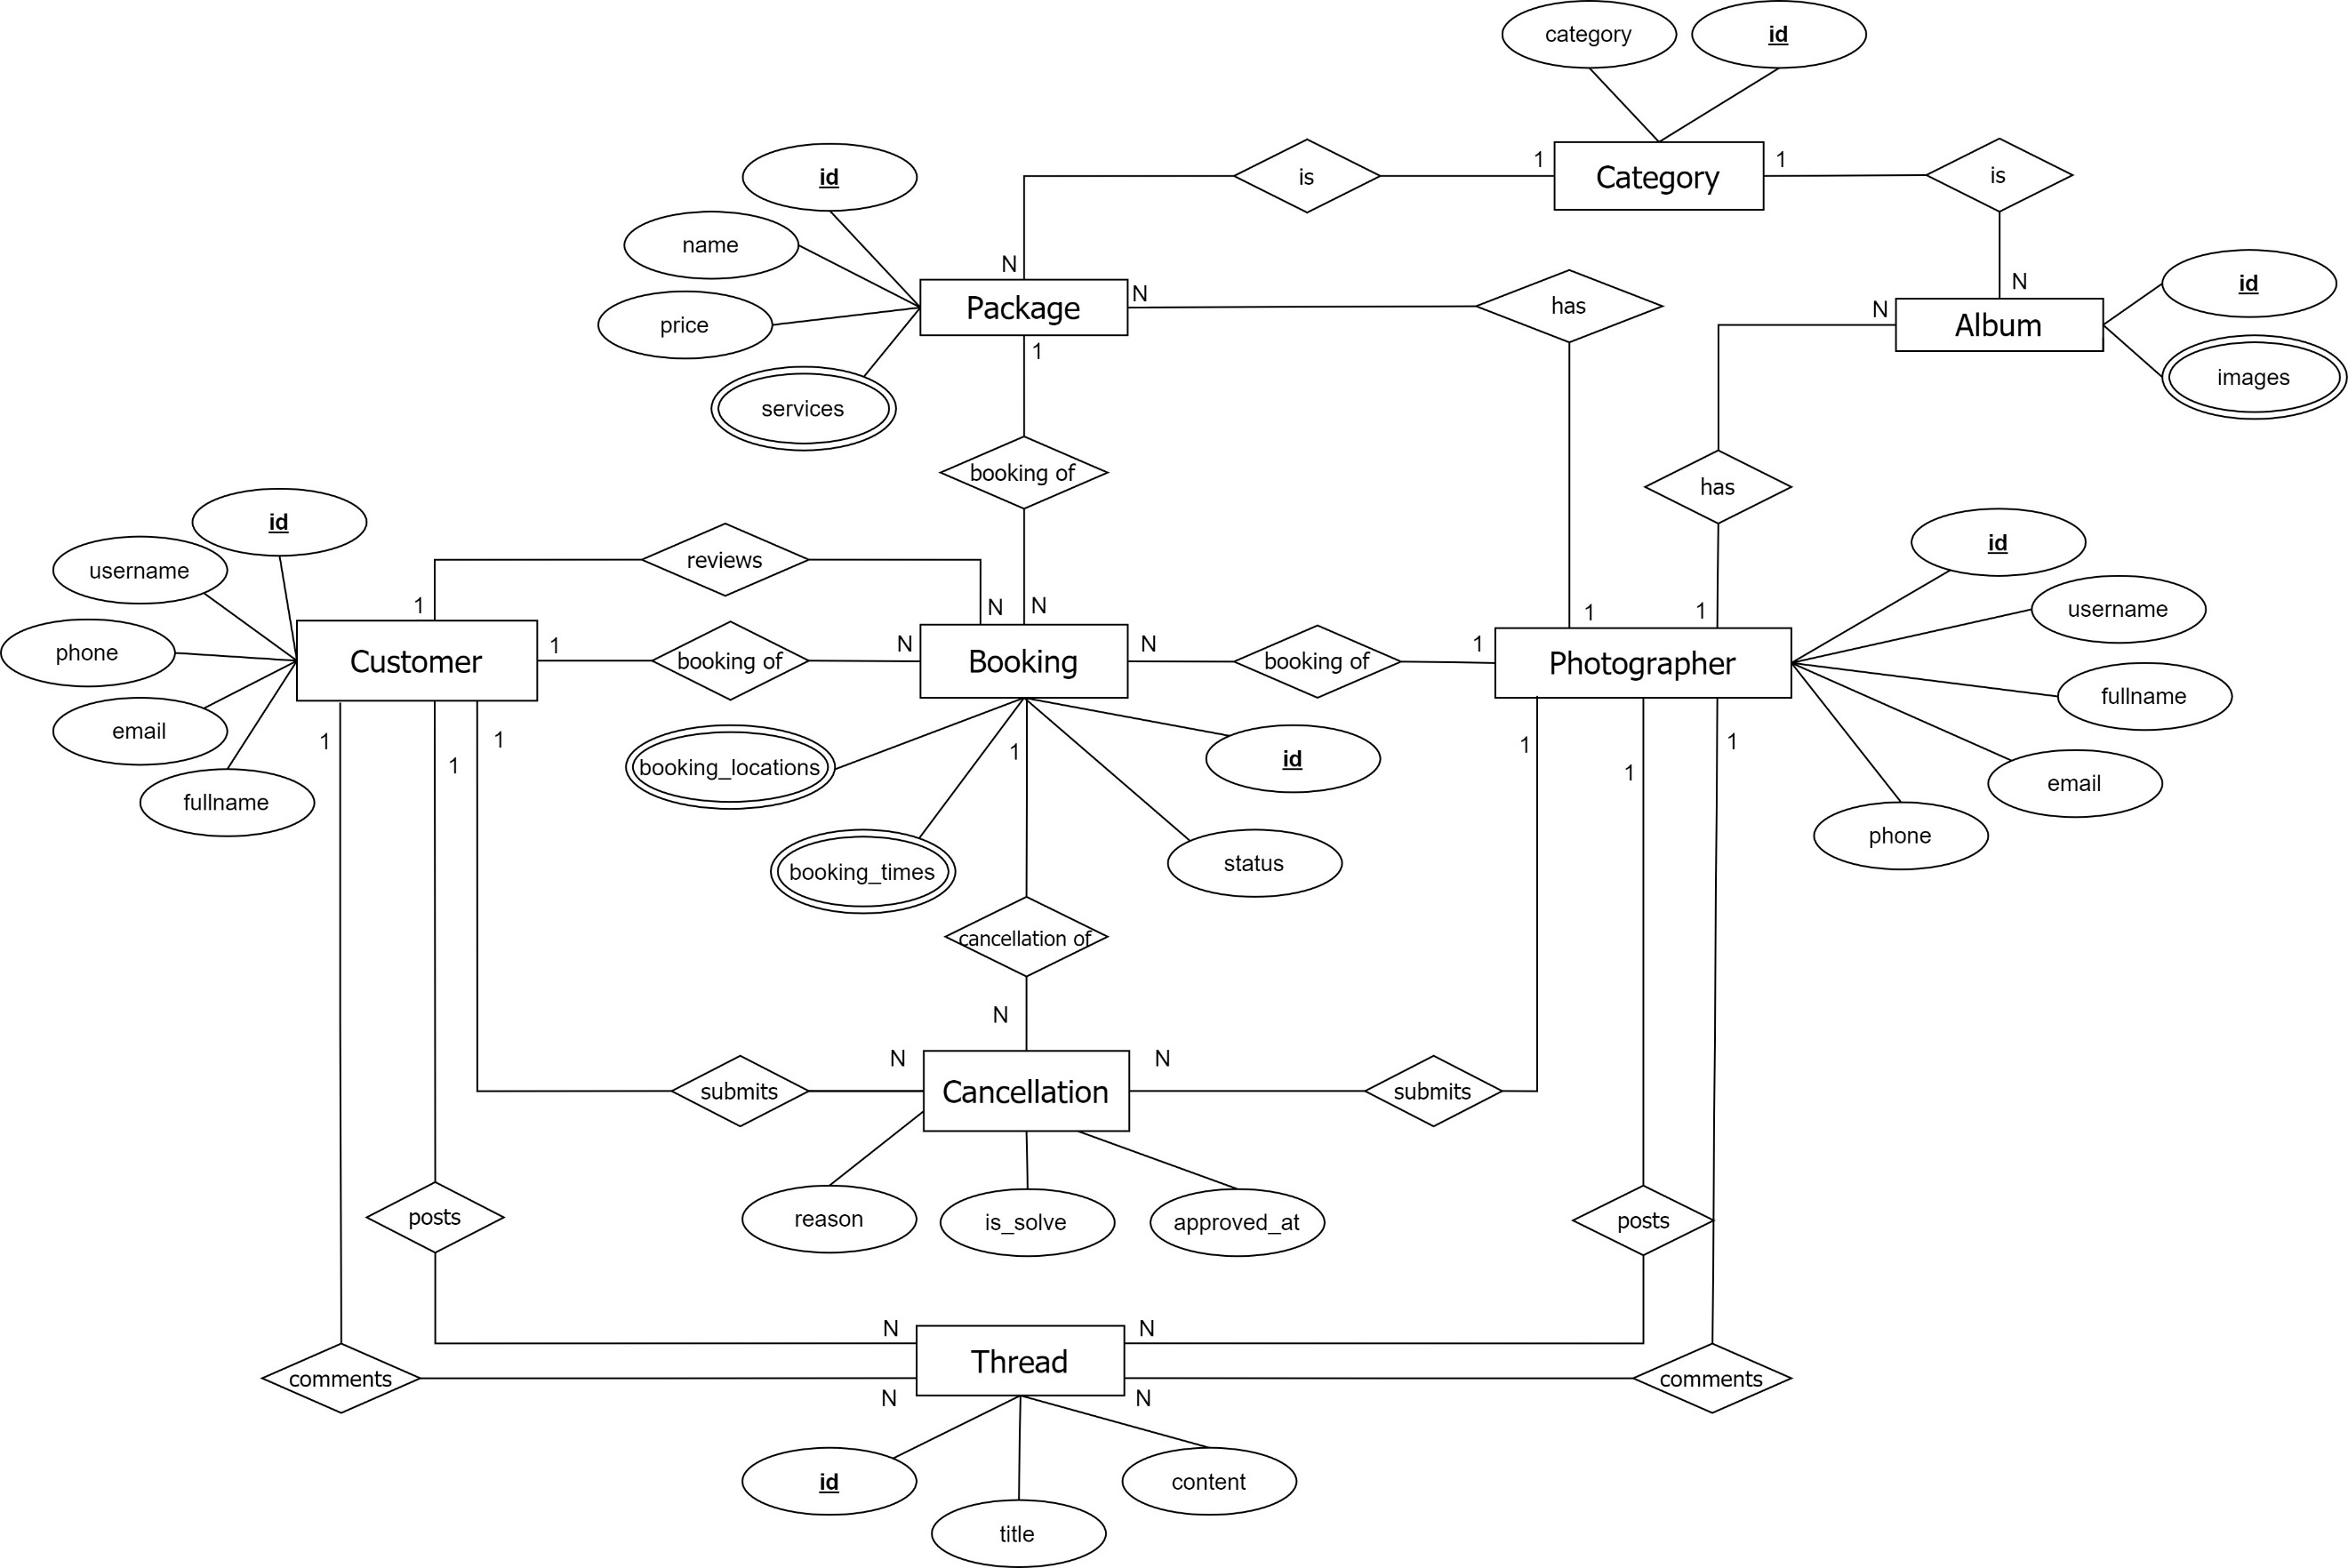 category
id
1
is
1
Category
1
is
id
name
N
price
Package
N
has
services
1
N
N
Album
id
images
booking of
has
id
username
phone
email
fullname
1
reviews
N
N
1
1
id
username
fullname
email
phone
Customer
1
booking of
N
Booking
N
booking of
1
Photographer
1
1
1
booking_locations
1
id
1
1
1
booking_times
status
cancellation of
N
N
N
submits
Cancellation
submits
reason
is_solve
approved_at
posts
posts
N
N
Thread
comments
comments
N
N
id
content
title